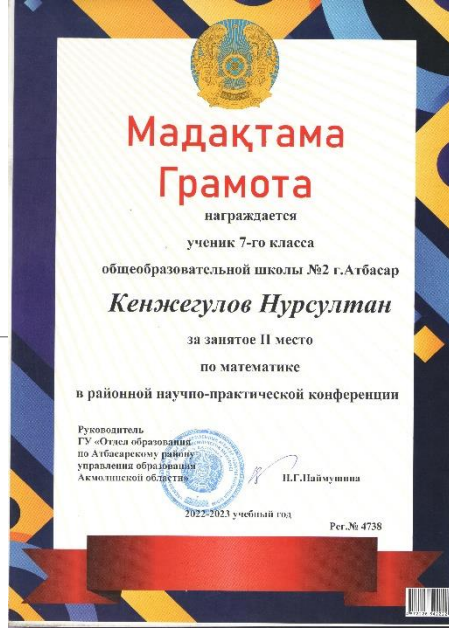 Мадақтама
Грамота
награждается
ученик 7-го класса
общеобразовательной школы №2 г.Атбасар
Кенжегулов Нурсултан
за занятое II место
по математике
в районной научно-практической конференции
Руководитель
ГУ «Отдел образования
по Атбасарскому району
управления образования
Акмолинской области»
Н.Г.Наймушина
2022-2023 учебный год
Рег.№ 4738